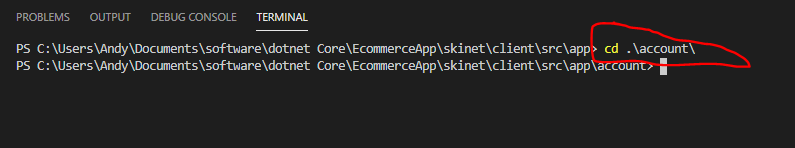 PROBLEMS OUTPUT DEBUG CONSOLE TERMINAL
PS C:\Users\Andy\Documents\software\dotnet Core\EcommerceApp\skinet\client\src\app> cd .\account\
PS C:\Users\Andy\Documents\software\dotnet Core\EcommerceApp\skinet\client\src\app\account>